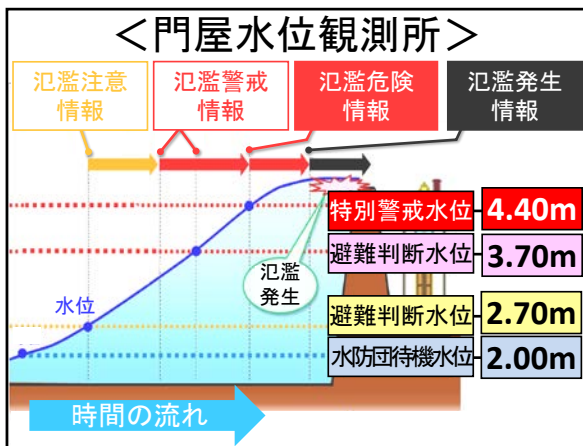 ＜門屋水位観測所＞
氾濫注意
情報
氾濫警戒
情報
氾濫危険
情報
氾濫発生
情報
特別警戒水位 4.40m
避難判断水位 3.70m
氾濫
発生
水位
避難判断水位 2.70m
水防団待機水位 2.00m
時間の流れ